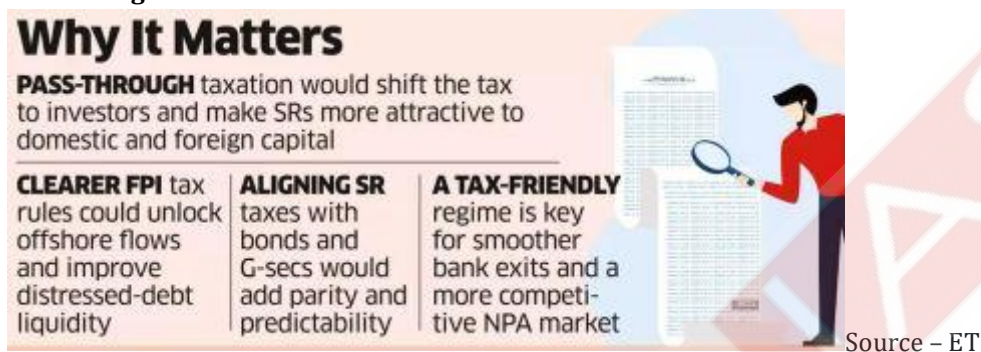 Why It Matters
PASS-THROUGH taxation would shift the tax
to investors and make SRs more attractive to
domestic and foreign capital
CLEARER FPI tax
rules could unlock
offshore flows
and improve
distressed-debt
liquidity
ALIGNING SR
taxes with
bonds and
G-secs would
add parity and
predictability
A TAX-FRIENDLY
regime is key
for smoother
bank exits and a
more competi-
tive NPA market
Source – ET